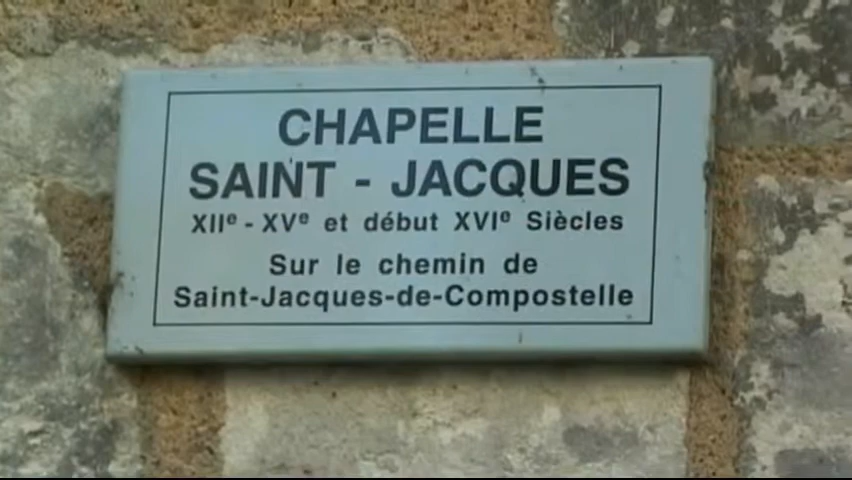 CHAPELLE
SAINT - JACQUES
XIIᵉ - XVᵉ et début XVIᵉ Siècles
Sur le chemin de
Saint-Jacques-de-Compostelle